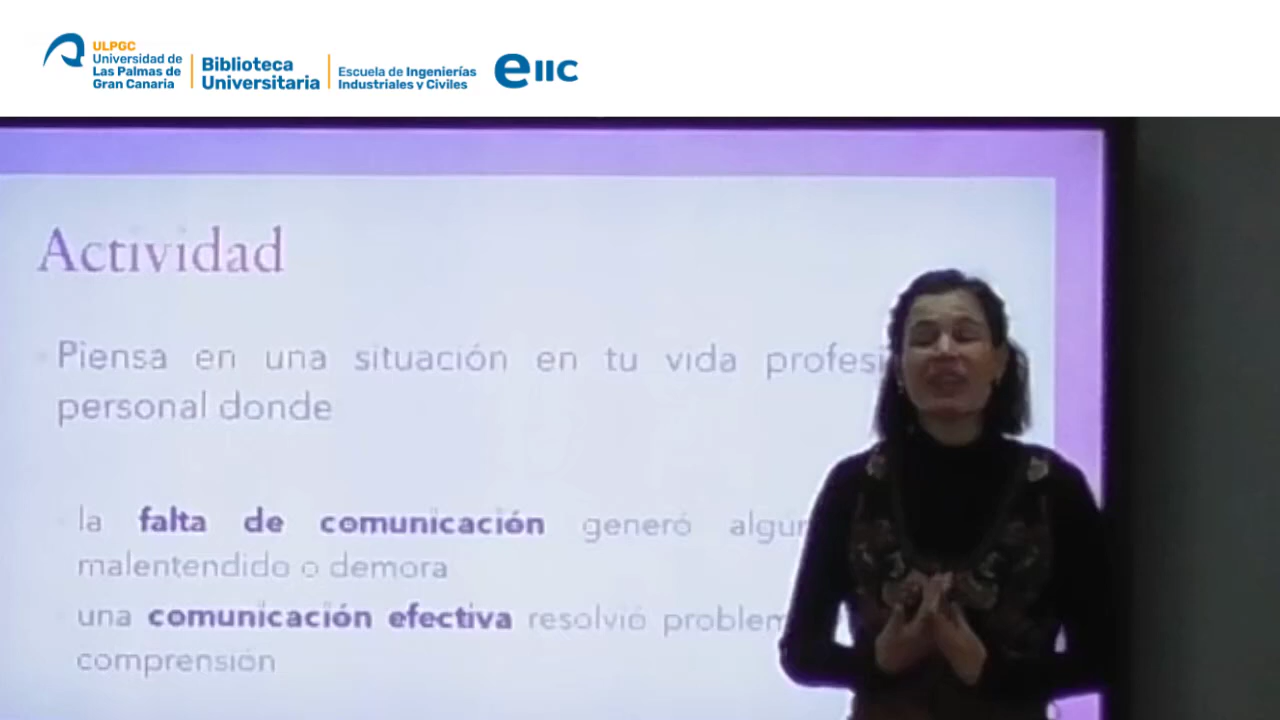 ULPGC
Universidad de
Las Palmas de
Gran Canaria
Biblioteca
Universitaria
Escuela de Ingenierías
Industriales y Civiles
eiic
Actividad
Piensa en una situación en tu vida
personal donde
la falta de comunicación generó
malentendido o demora
una comunicación efectiva resolvió
comprensión